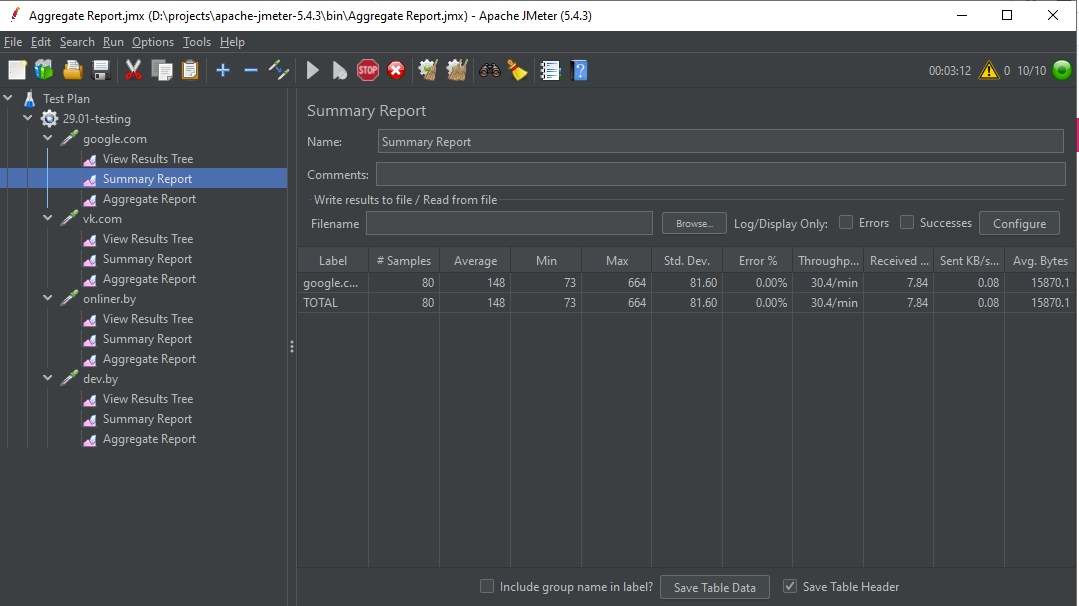 Aggregate Report.jmx (D:\projects\apache-jmeter-5.4.3\bin\Aggregate Report.jmx) - Apache JMeter (5.4.3)
File Edit Search Run Options Tools Help
STOP 00:03:12 0 10/10
Test Plan
29.01-testing
google.com
View Results Tree
Summary Report
Aggregate Report
vk.com
View Results Tree
Summary Report
Aggregate Report
onliner.by
View Results Tree
Summary Report
Aggregate Report
dev.by
View Results Tree
Summary Report
Aggregate Report
Summary Report
Name: Summary Report
Comments:
Write results to file / Read from file
Filename Browse... Log/Display Only: Errors Successes Configure
Label # Samples Average Min Max Std. Dev. Error % Throughp... Received ... Sent KB/s... Avg. Bytes
google.c... 80 148 73 664 81.60 0.00% 30.4/min 7.84 0.08 15870.1
TOTAL 80 148 73 664 81.60 0.00% 30.4/min 7.84 0.08 15870.1
Include group name in label? Save Table Data Save Table Header